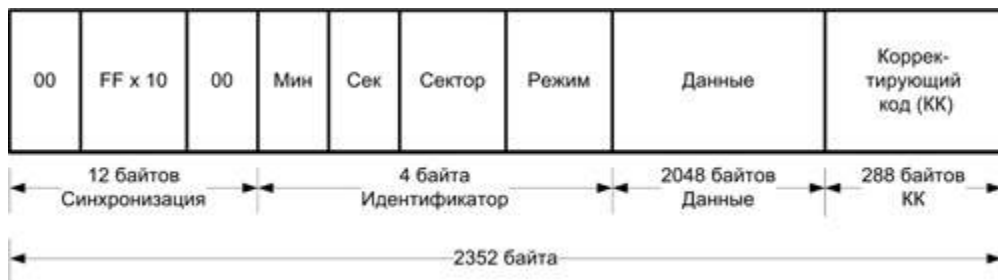 00 FF x 10 00 Мин Сек Сектор Режим Данные Коррек-
тирующий
код (КК)
12 байтов 4 байта 2048 байтов 288 байтов
Синхронизация Идентификатор Данные КК
2352 байта